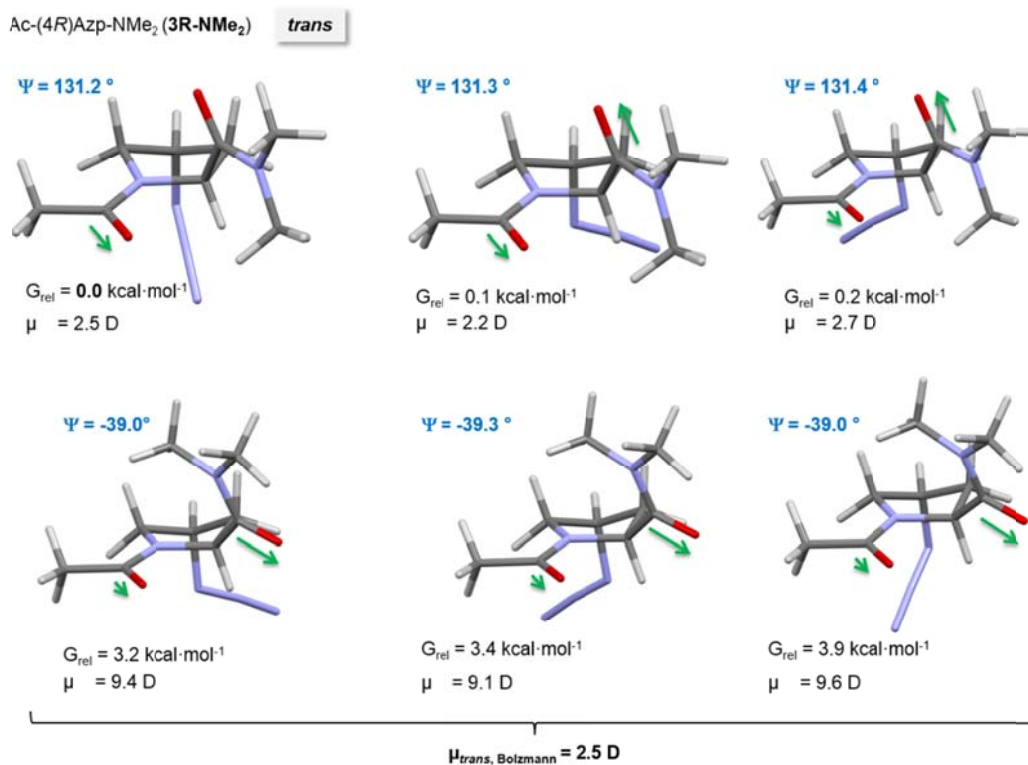 Ac-(4R)Azp-NMe₂ (3R-NMe₂) trans
Ψ = 131.2 °
Ψ = 131.3 °
Ψ = 131.4 °
Grel = 0.0 kcal·mol⁻¹
μ = 2.5 D
Grel = 0.1 kcal·mol⁻¹
μ = 2.2 D
Grel = 0.2 kcal·mol⁻¹
μ = 2.7 D
Ψ = -39.0°
Ψ = -39.3 °
Ψ = -39.0 °
Grel = 3.2 kcal·mol⁻¹
μ = 9.4 D
Grel = 3.4 kcal·mol⁻¹
μ = 9.1 D
Grel = 3.9 kcal·mol⁻¹
μ = 9.6 D
μtrans, Bolzmann = 2.5 D